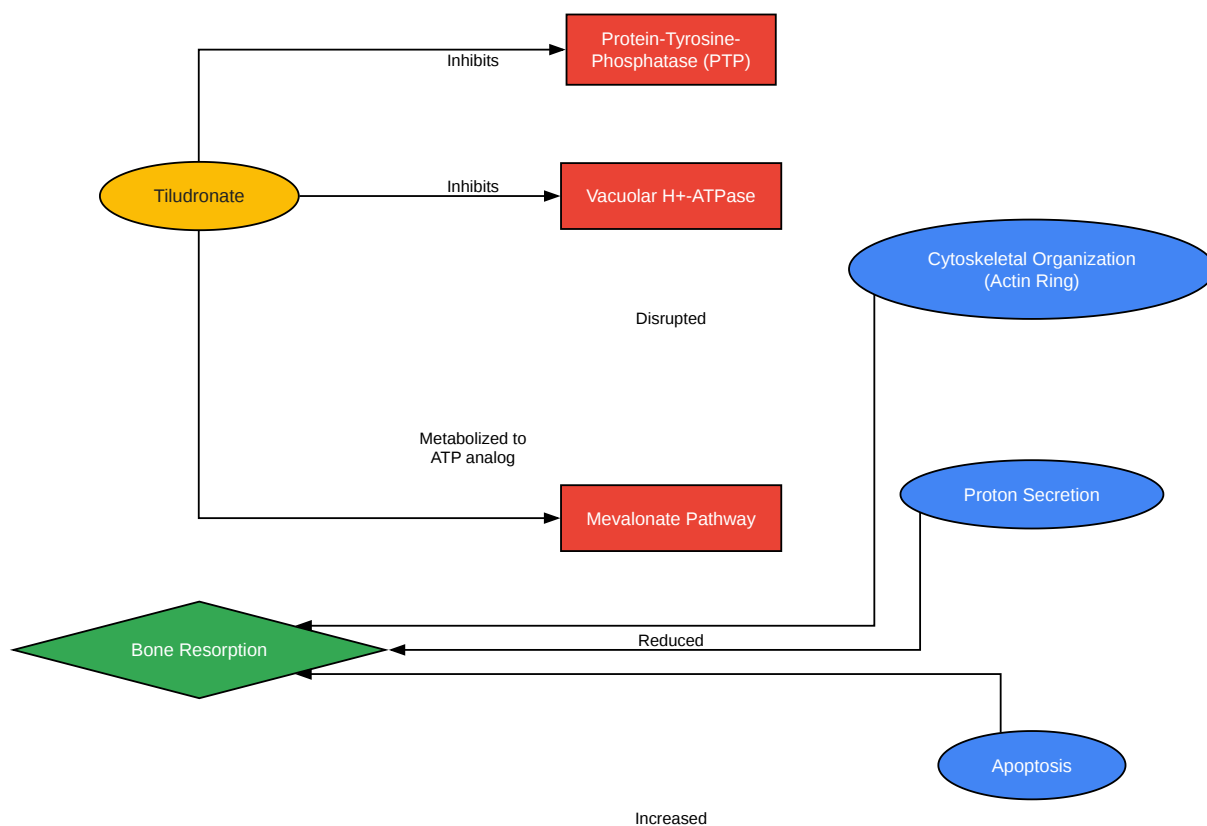 Protein-Tyrosine-
Phosphatase (PTP)
Inhibits
Tiludronate
Inhibits
Vacuolar H+-ATPase
Cytoskeletal Organization
(Actin Ring)
Disrupted
Metabolized to
ATP analog
Proton Secretion
Mevalonate Pathway
Bone Resorption
Reduced
Apoptosis
Increased